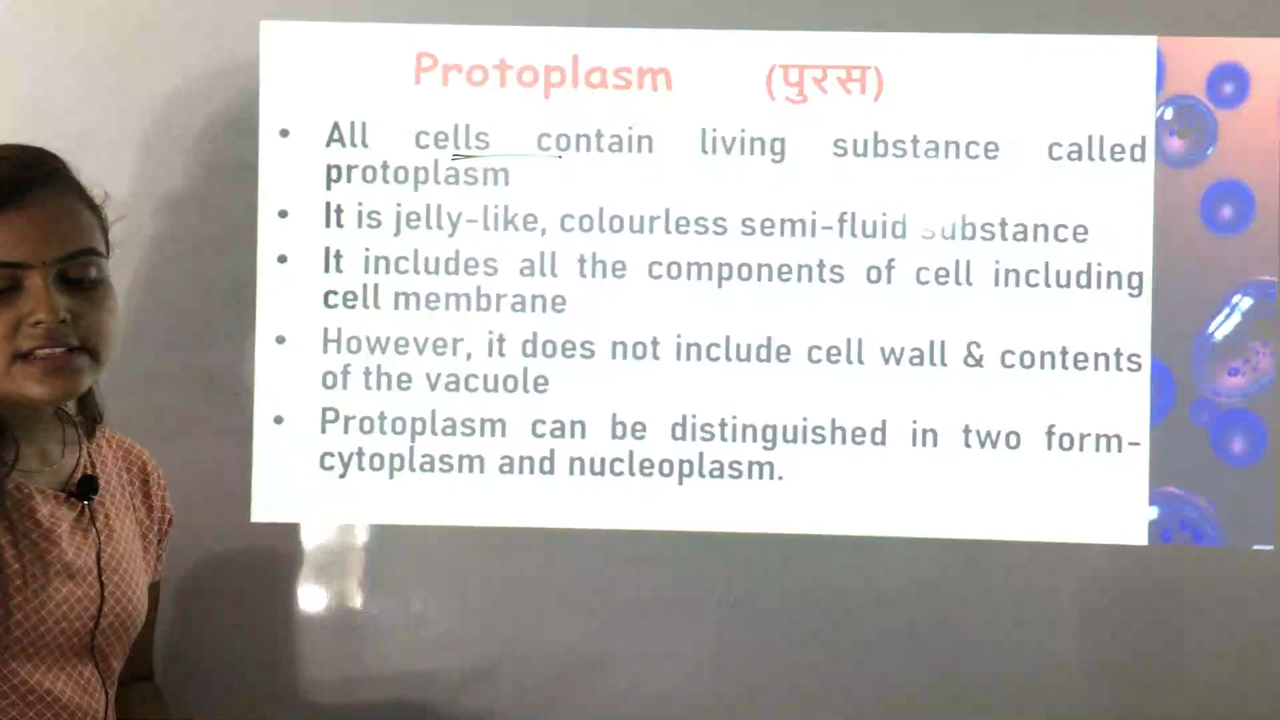 Protoplasm (पुरस)
• All cells contain living substance called
protoplasm
• It is jelly-like, colourless semi-fluid substance
• It includes all the components of cell including
cell membrane
• However, it does not include cell wall & contents
of the vacuole
• Protoplasm can be distinguished in two form-
cytoplasm and nucleoplasm.